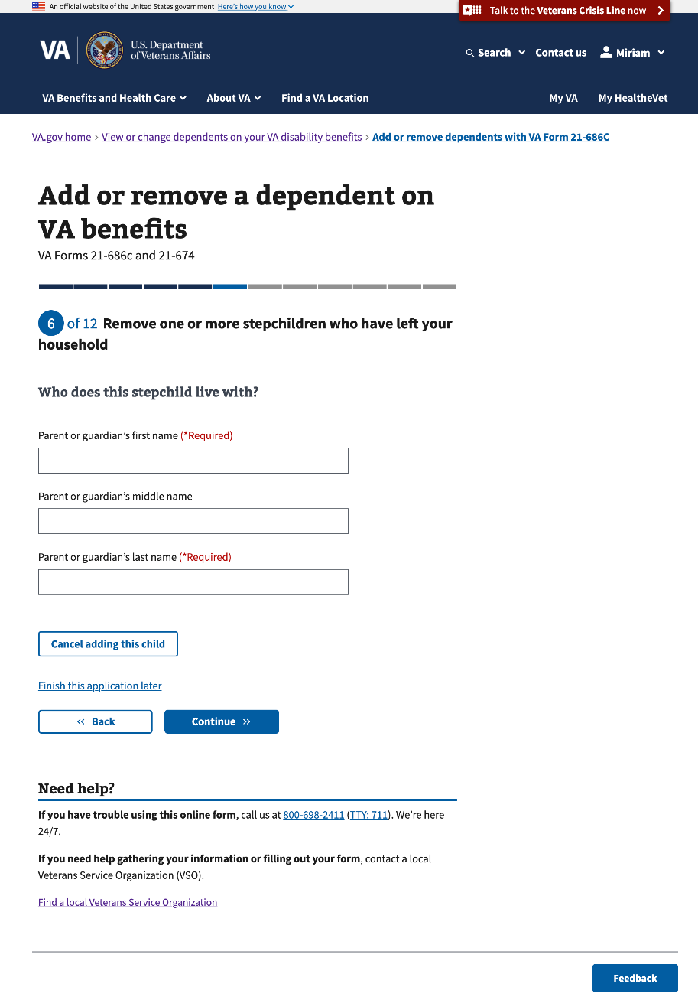 An official website of the United States government Here's how you know
Talk to the Veterans Crisis Line now
VA
U.S. Department
of Veterans Affairs
Search
Contact us
Miriam
VA Benefits and Health Care
About VA
Find a VA Location
My VA
My HealtheVet
VA.gov home › View or change dependents on your VA disability benefits › Add or remove dependents with VA Form 21-686C
Add or remove a dependent on
VA benefits
VA Forms 21-686c and 21-674
6 of 12 Remove one or more stepchildren who have left your
household
Who does this stepchild live with?
Parent or guardian’s first name (*Required)
Parent or guardian’s middle name
Parent or guardian’s last name (*Required)
Cancel adding this child
Finish this application later
« Back
Continue »
Need help?
If you have trouble using this online form, call us at 800-698-2411 (TTY: 711). We’re here
24/7.
If you need help gathering your information or filling out your form, contact a local
Veterans Service Organization (VSO).
Find a local Veterans Service Organization
Feedback